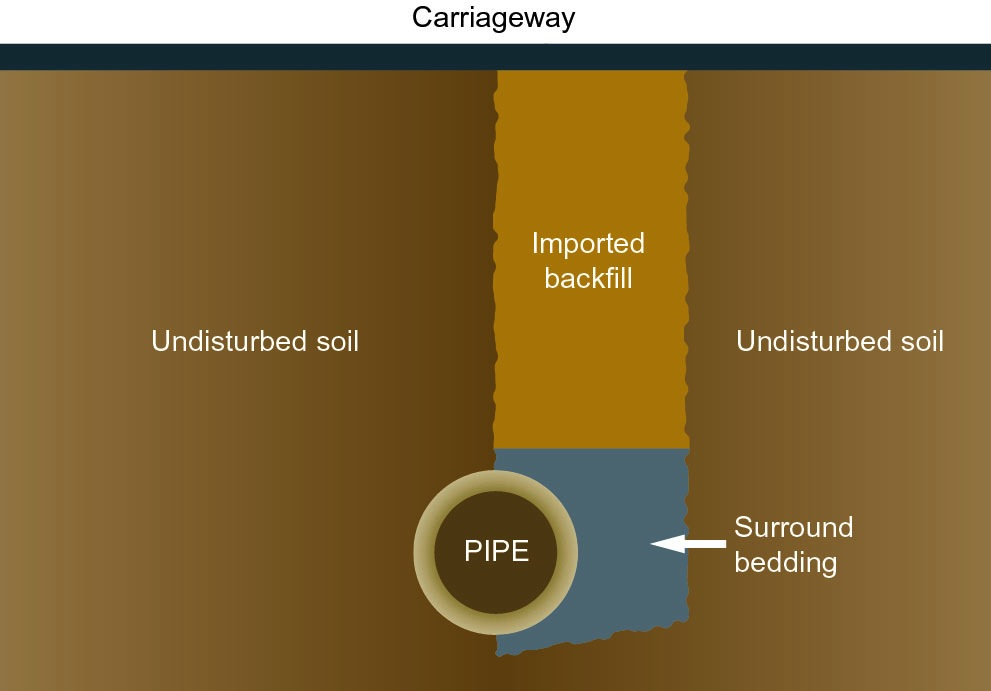 Carriageway
Imported
backfill
Undisturbed soil
Undisturbed soil
PIPE
Surround
bedding